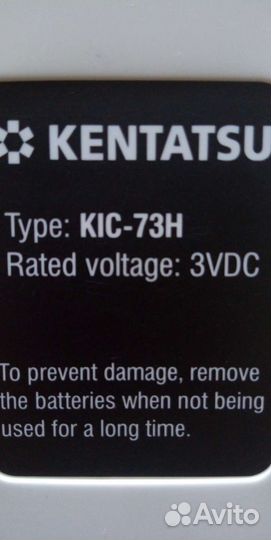 KENTATSU
Type: KIC-73H
Rated voltage: 3VDC
To prevent damage, remove
the batteries when not being
used for a long time.
Avito